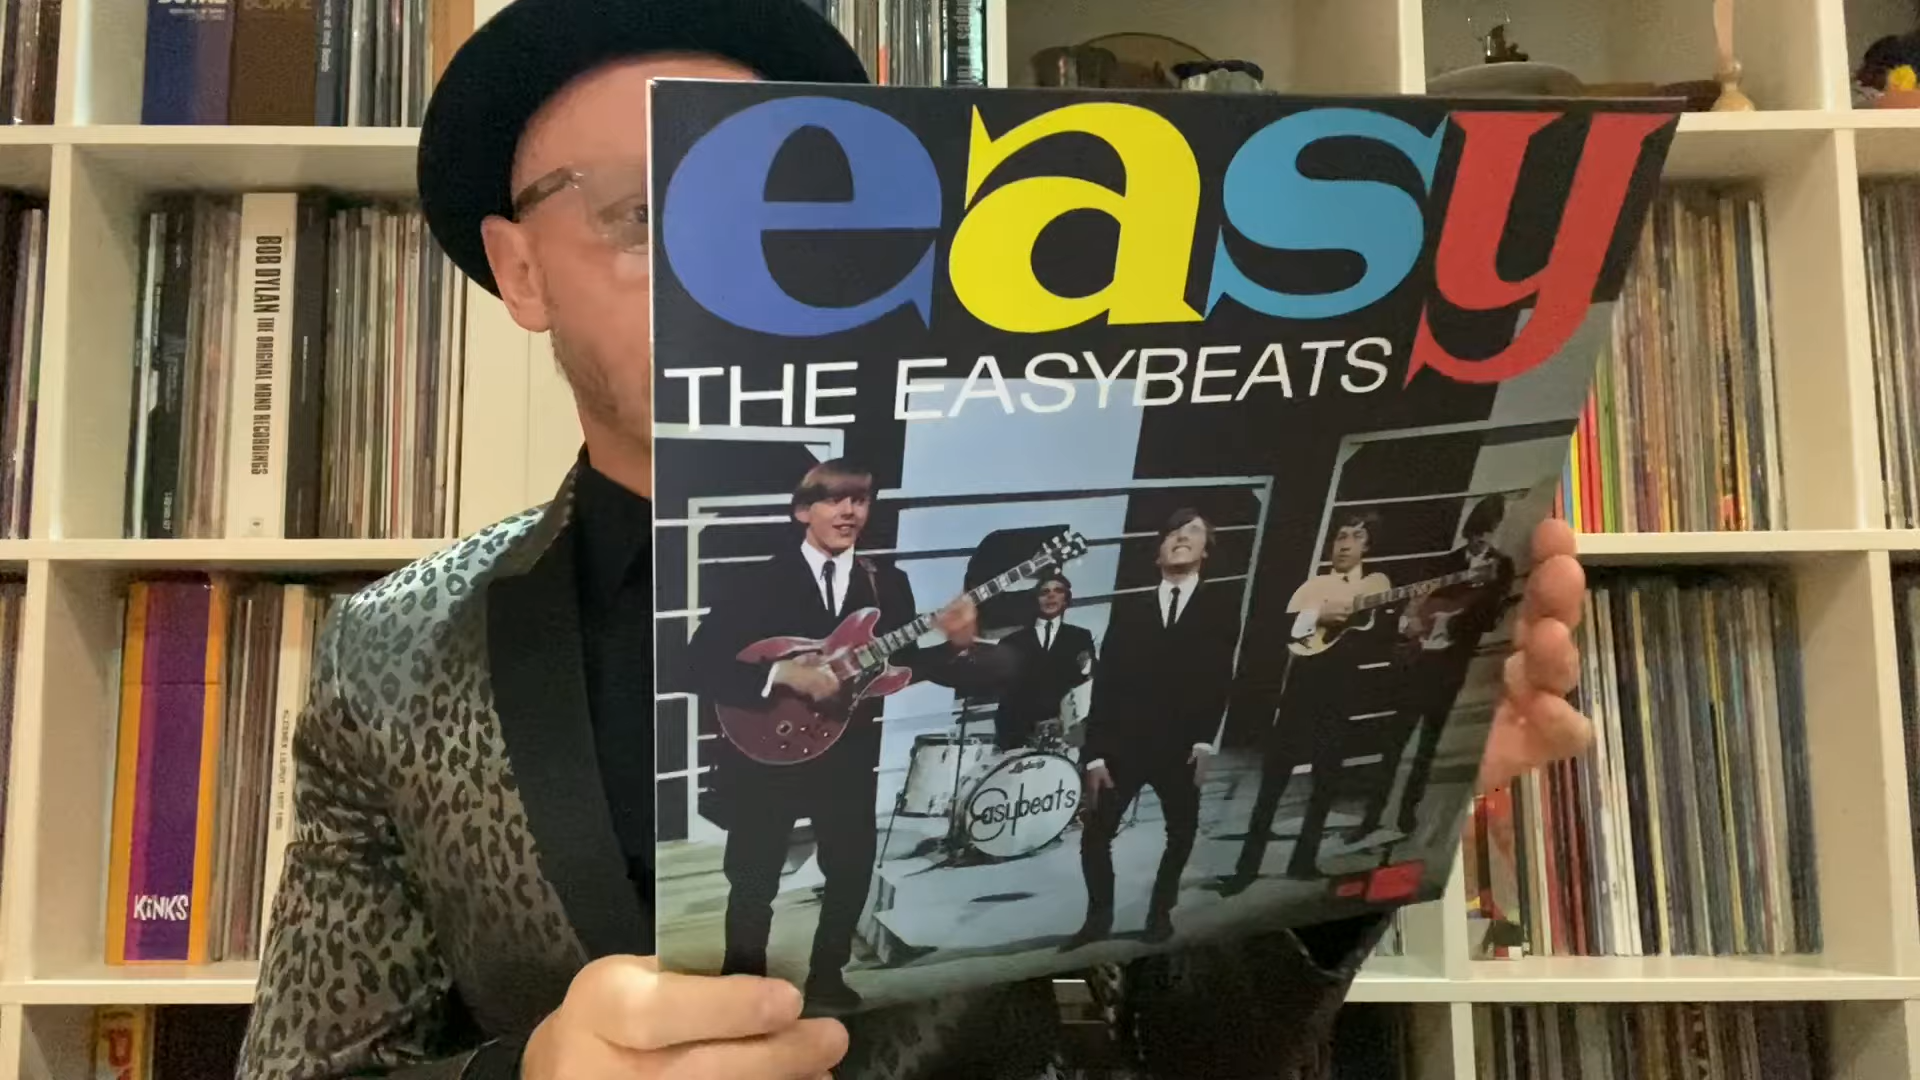 easy
THE EASYBEATS
Ludwig
Easybeats
BOB DYLAN THE ORIGINAL MONO RECORDINGS
KINKS